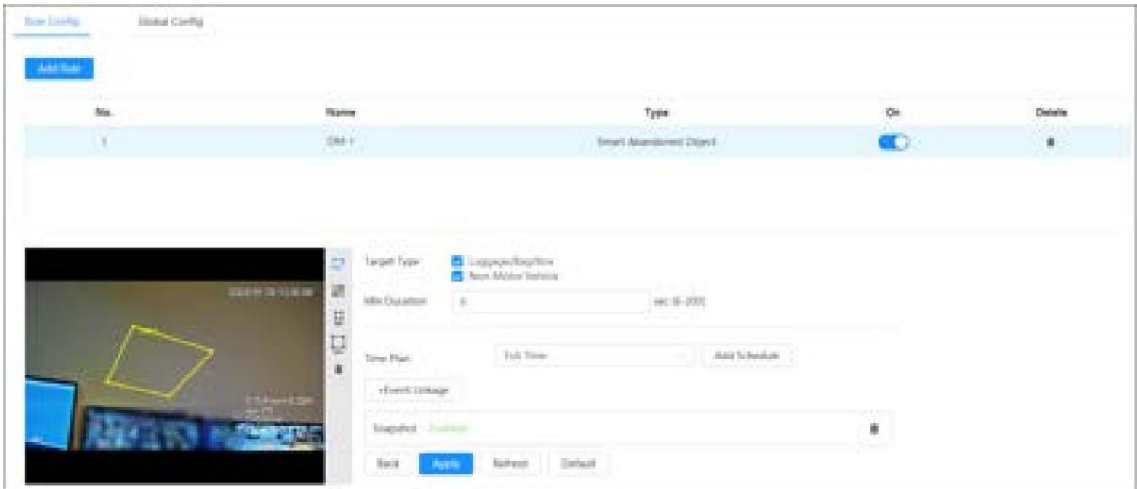 Rule Config Global Config
Add Rule
No. Name Type On Delete
1 Smart Abandoned Object
Target Type Luggage/Bag/Box
Non-Motor Vehicle
Min Duration 6 sec (6-300)
Time Plan Full Time Add Schedule
+Event Linkage
Snapshot Enabled
Back Apply Refresh Default